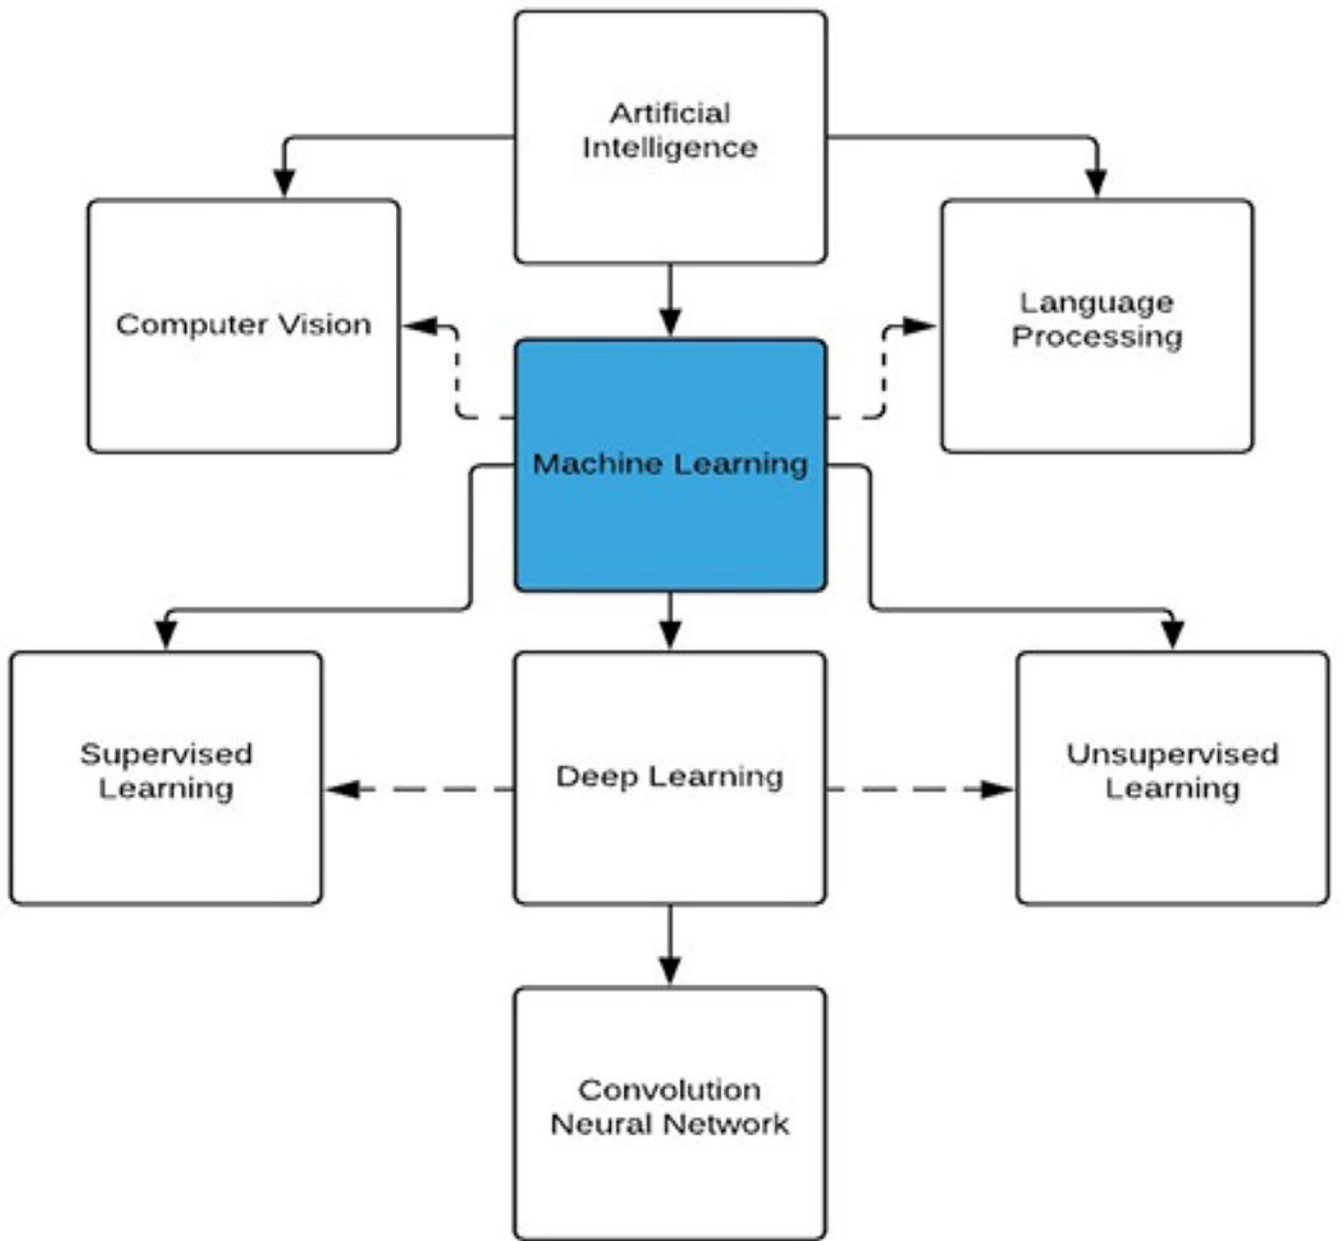 Artificial
Intelligence
Computer Vision
Language
Processing
Machine Learning
Supervised
Learning
Deep Learning
Unsupervised
Learning
Convolution
Neural Network